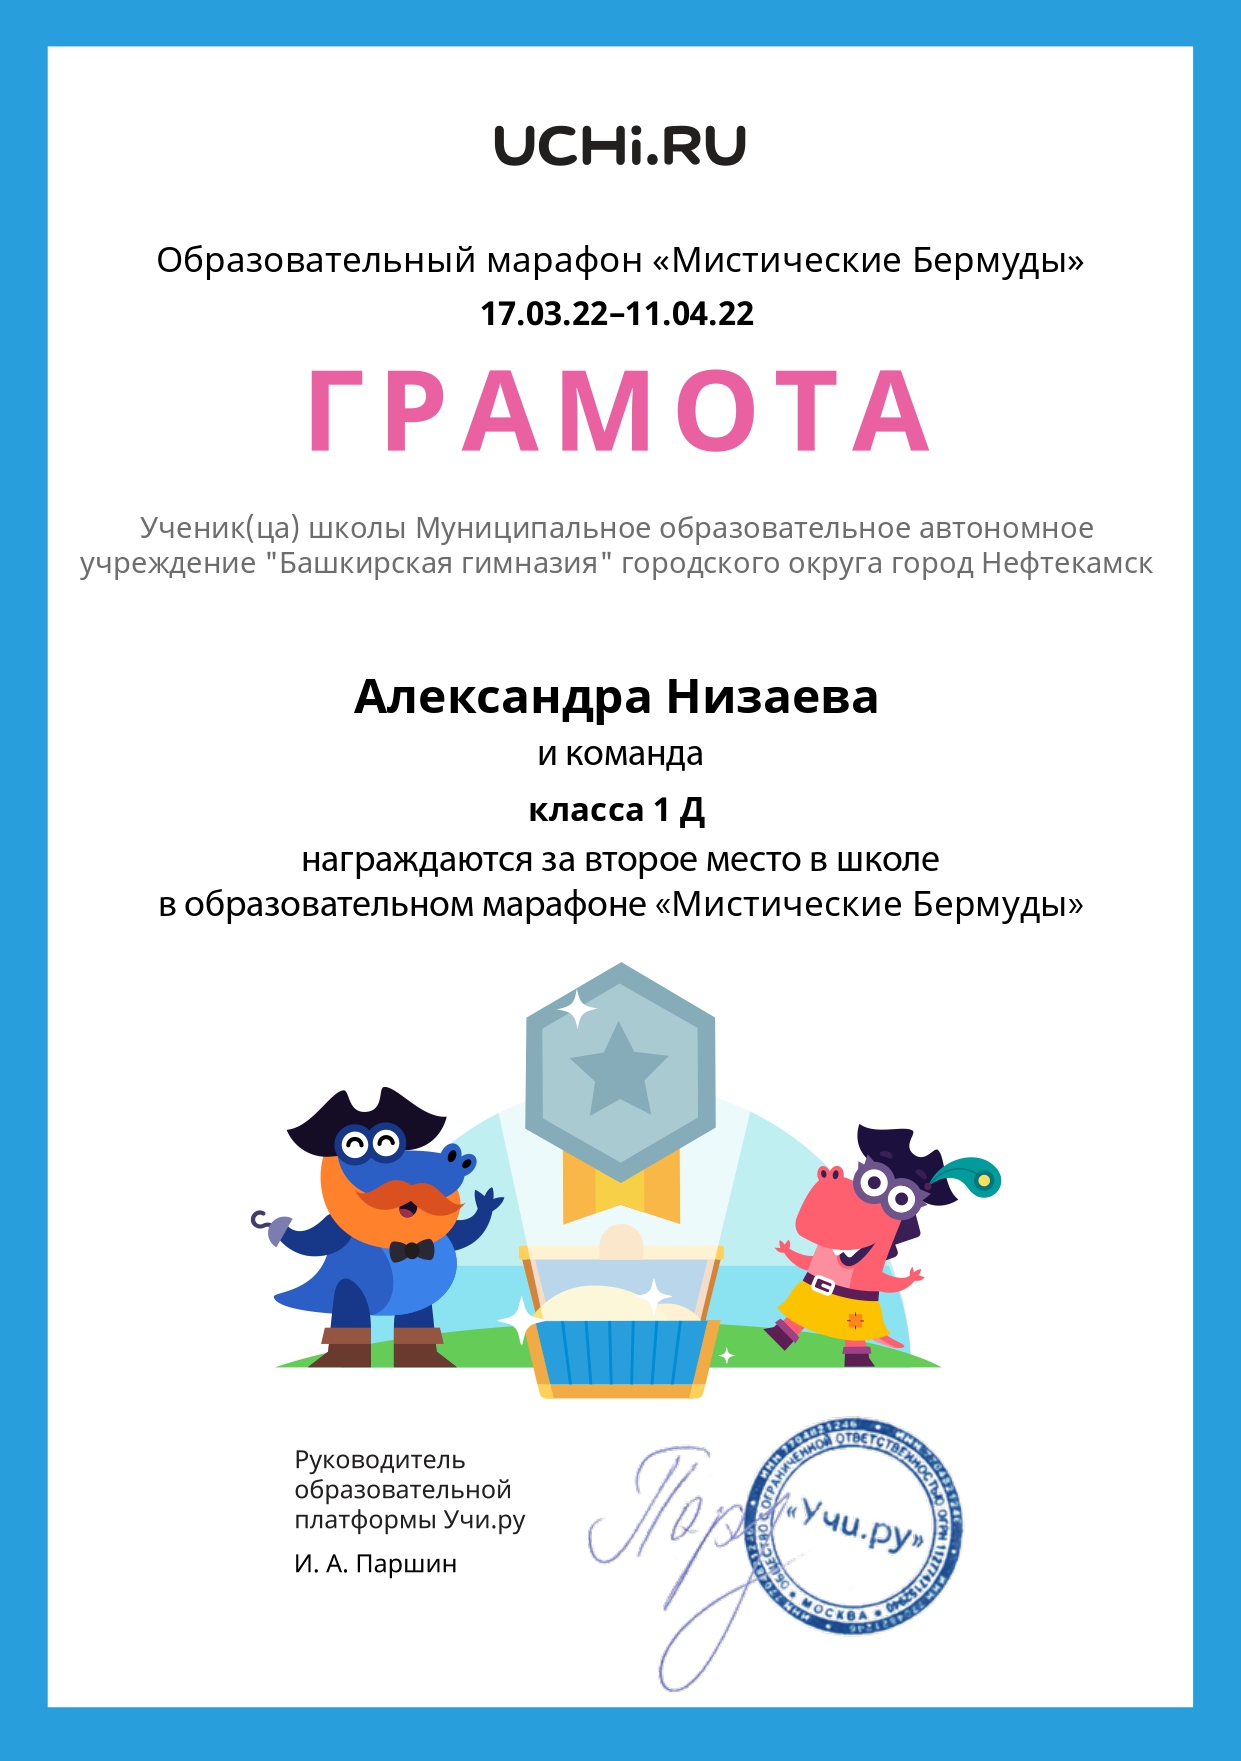 UCHi.RU
Образовательный марафон «Мистические Бермуды»
17.03.22–11.04.22
ГРАМОТА
Ученик(ца) школы Муниципальное образовательное автономное
учреждение "Башкирская гимназия" городского округа город Нефтекамск
Александра Низаева
и команда
класса 1 Д
награждаются за второе место в школе
в образовательном марафоне «Мистические Бермуды»
Руководитель
образовательной
платформы Учи.ру
И. А. Паршин
ОБЩЕСТВО С ОГРАНИЧЕННОЙ ОТВЕТСТВЕННОСТЬЮ
«Учи.ру»
МОСКВА